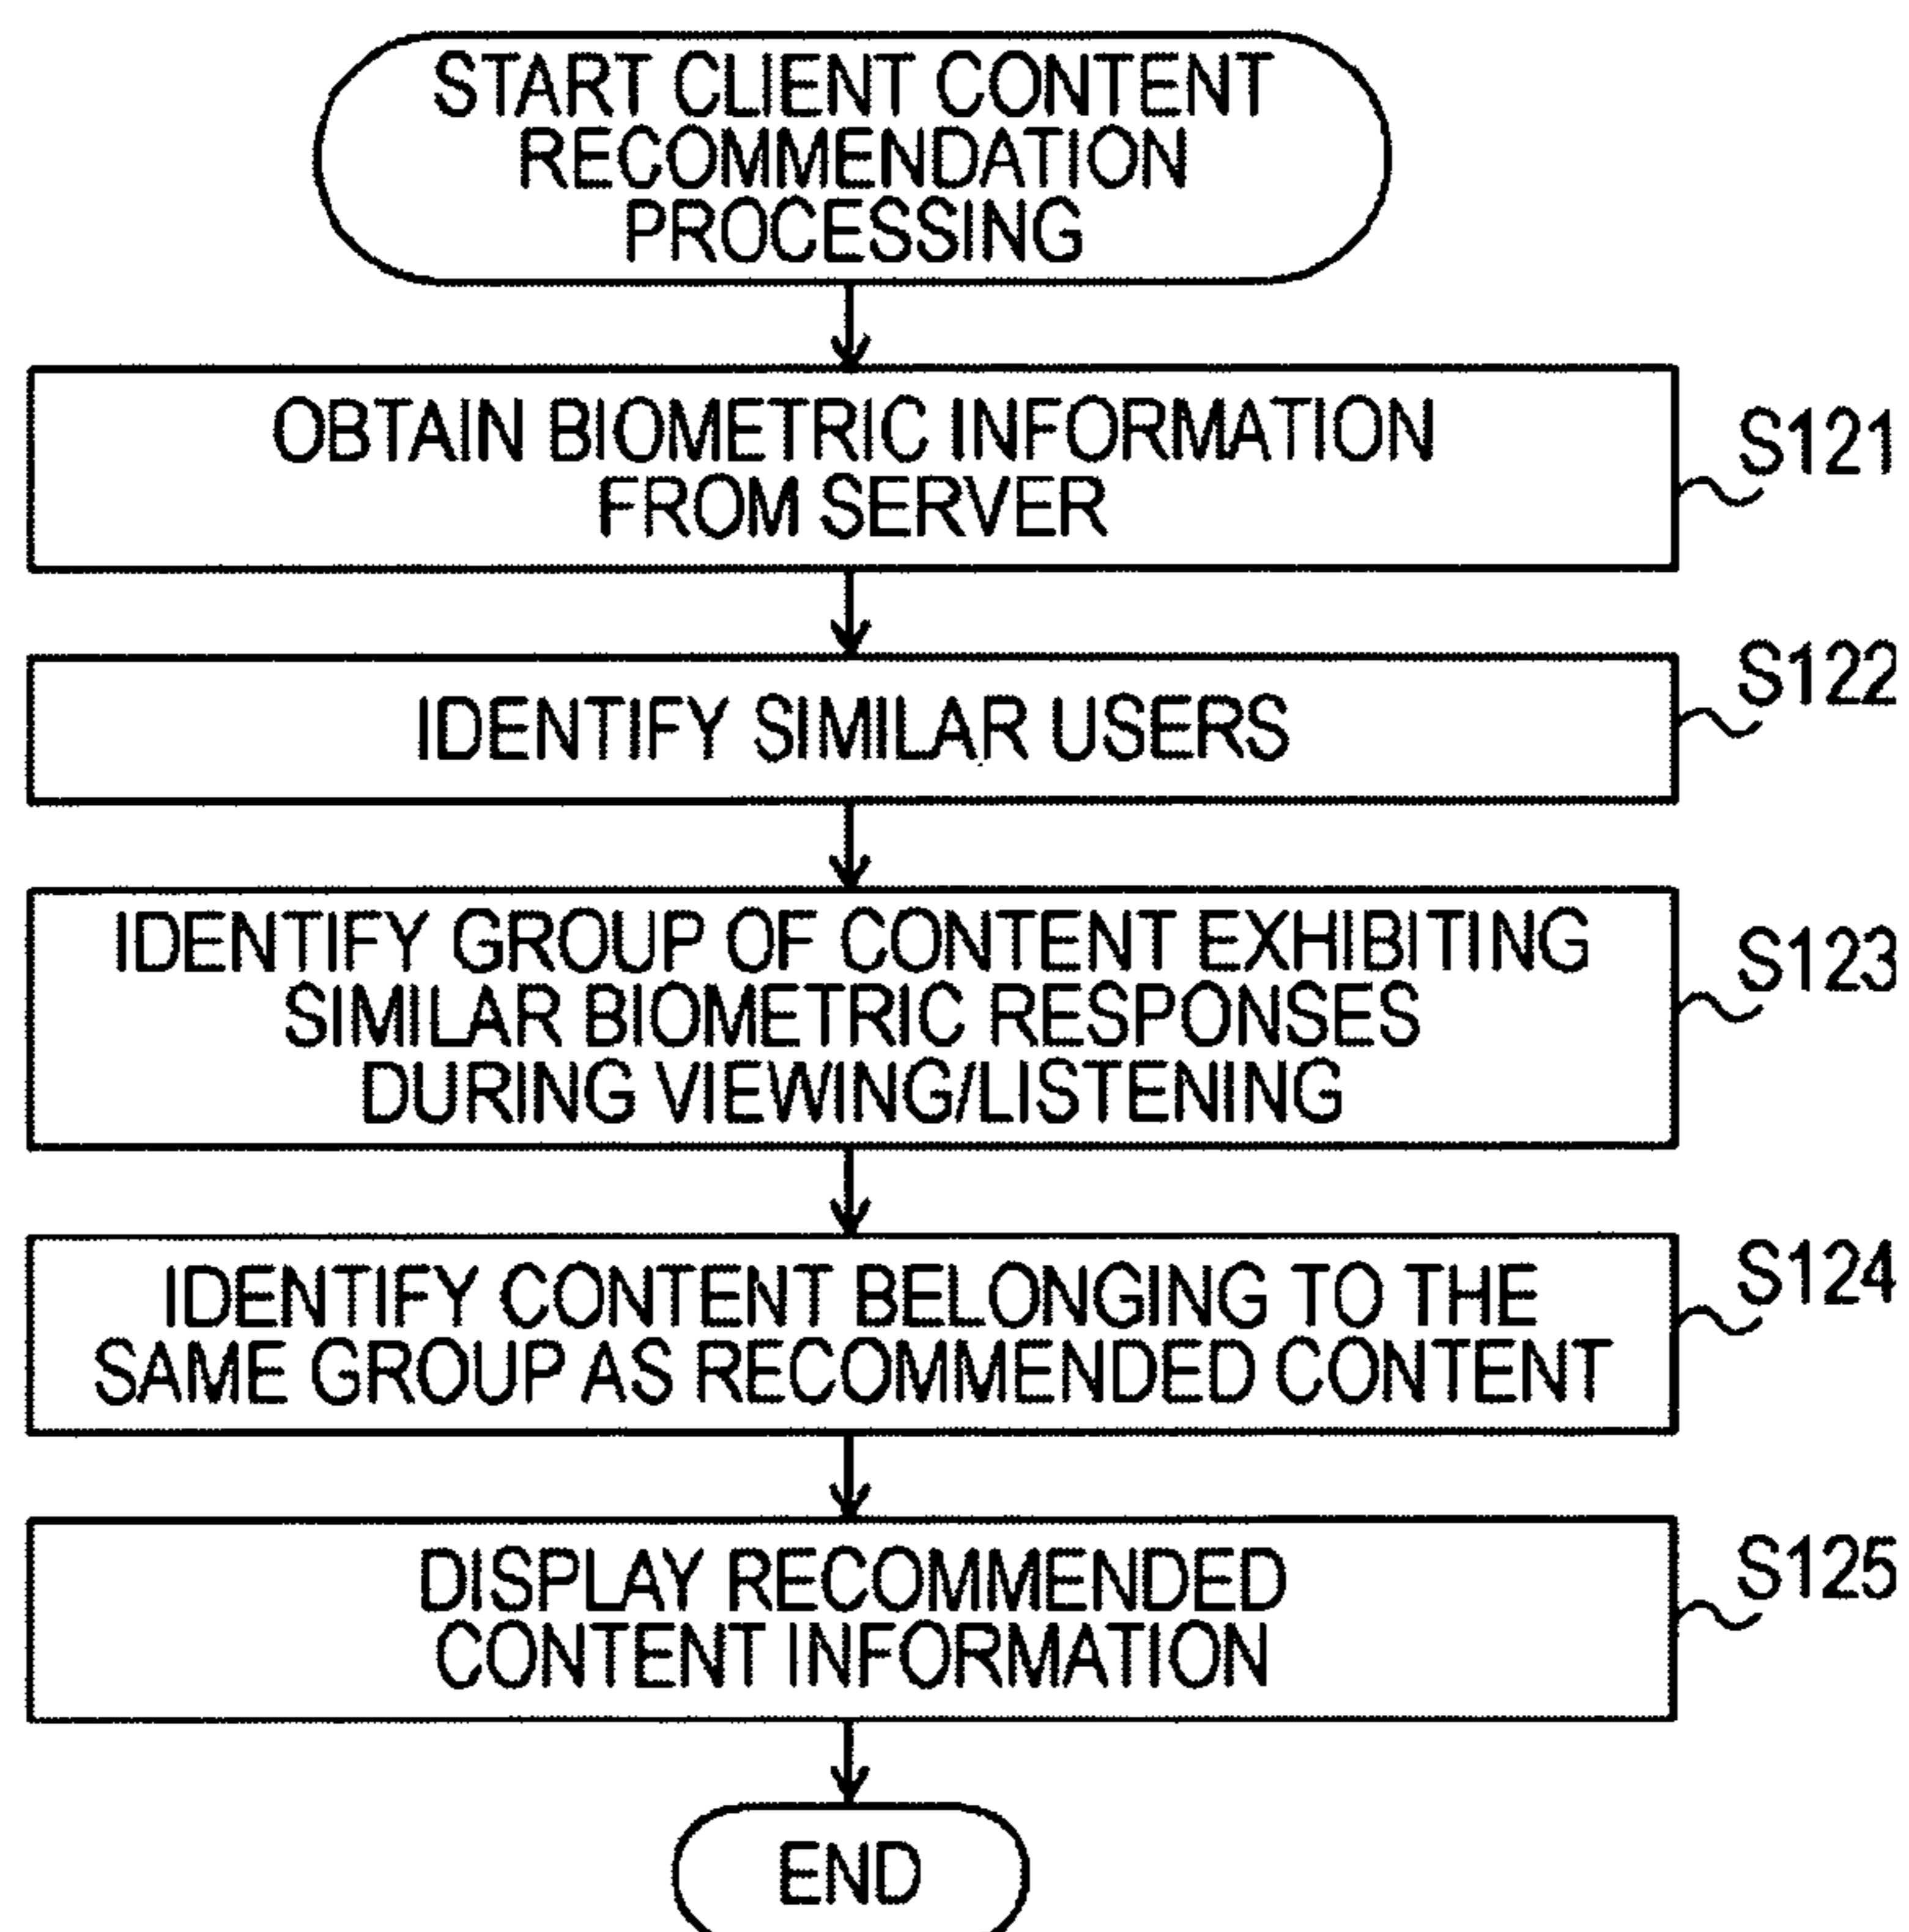 START CLIENT CONTENT
RECOMMENDATION
PROCESSING
OBTAIN BIOMETRIC INFORMATION
FROM SERVER
S121
IDENTIFY SIMILAR USERS
S122
IDENTIFY GROUP OF CONTENT EXHIBITING
SIMILAR BIOMETRIC RESPONSES
DURING VIEWING/LISTENING
S123
IDENTIFY CONTENT BELONGING TO THE
SAME GROUP AS RECOMMENDED CONTENT
S124
DISPLAY RECOMMENDED
CONTENT INFORMATION
S125
END